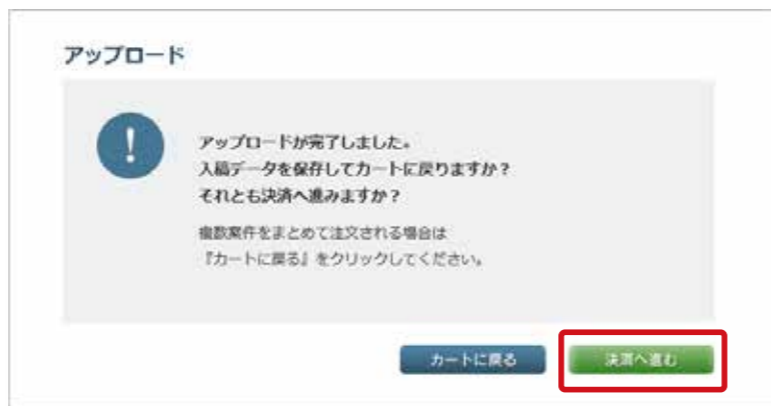 アップロード
アップロードが完了しました。
入稿データを保存してカートに戻りますか?
それとも決済へ進みますか?
複数案件をまとめて注文される場合は
『カートに戻る』をクリックしてください。
カートに戻る
決済へ進む